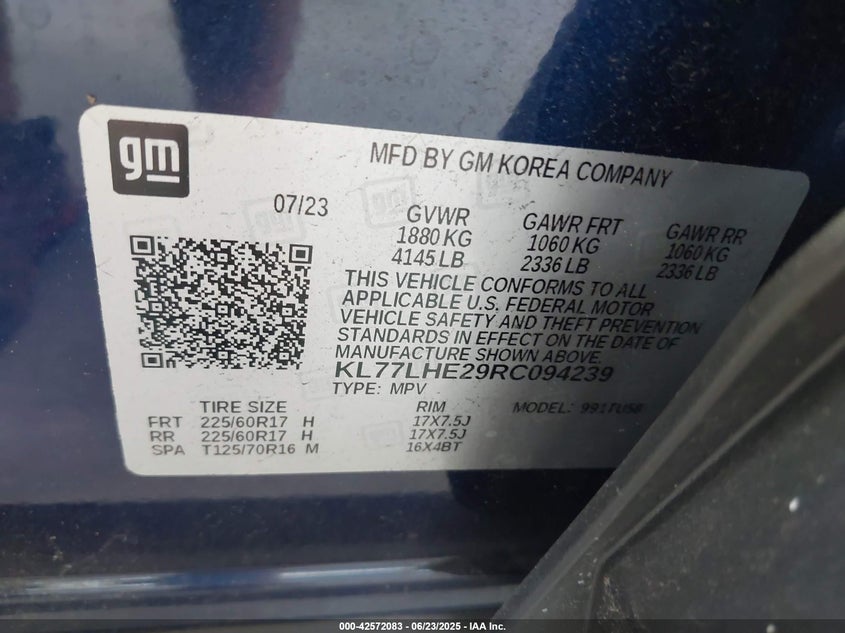 gm
MFD BY GM KOREA COMPANY
07/23
GVWR
1880 KG
4145 LB
GAWR FRT
1060 KG
2336 LB
GAWR RR
1060 KG
2336 LB
THIS VEHICLE CONFORMS TO ALL
APPLICABLE U.S. FEDERAL MOTOR
VEHICLE SAFETY AND THEFT PREVENTION
STANDARDS IN EFFECT ON THE DATE OF
MANUFACTURE SHOWN ABOVE.
KL77LHE29RC094239
TYPE: MPV
MODEL:
TIRE SIZE RIM
FRT 225/60R17 H 17X7.5J
RR 225/60R17 H 17X7.5J
SPA T125/70R16 M 16X4BT
000-42572083 / 06/23/2025 - IAA Inc.